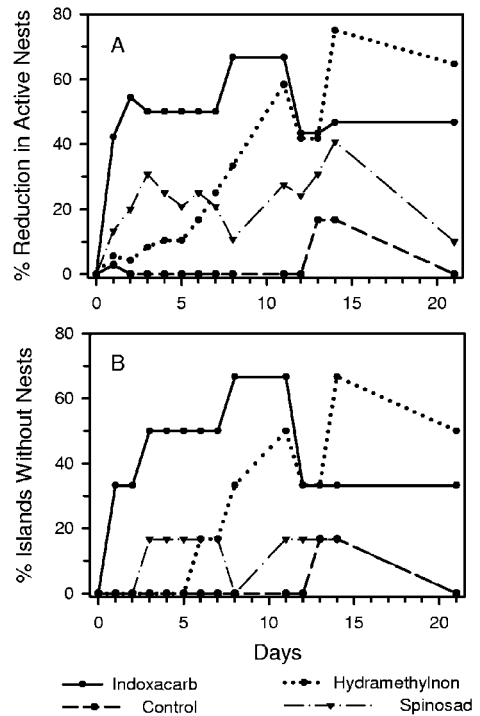 80
60
40
20
0
% Reduction in Active Nests
A
0 5 10 15 20
80
60
40
20
0
% Islands Without Nests
B
0 5 10 15 20
Days
Indoxacarb Hydramethylnon
Control Spinosad